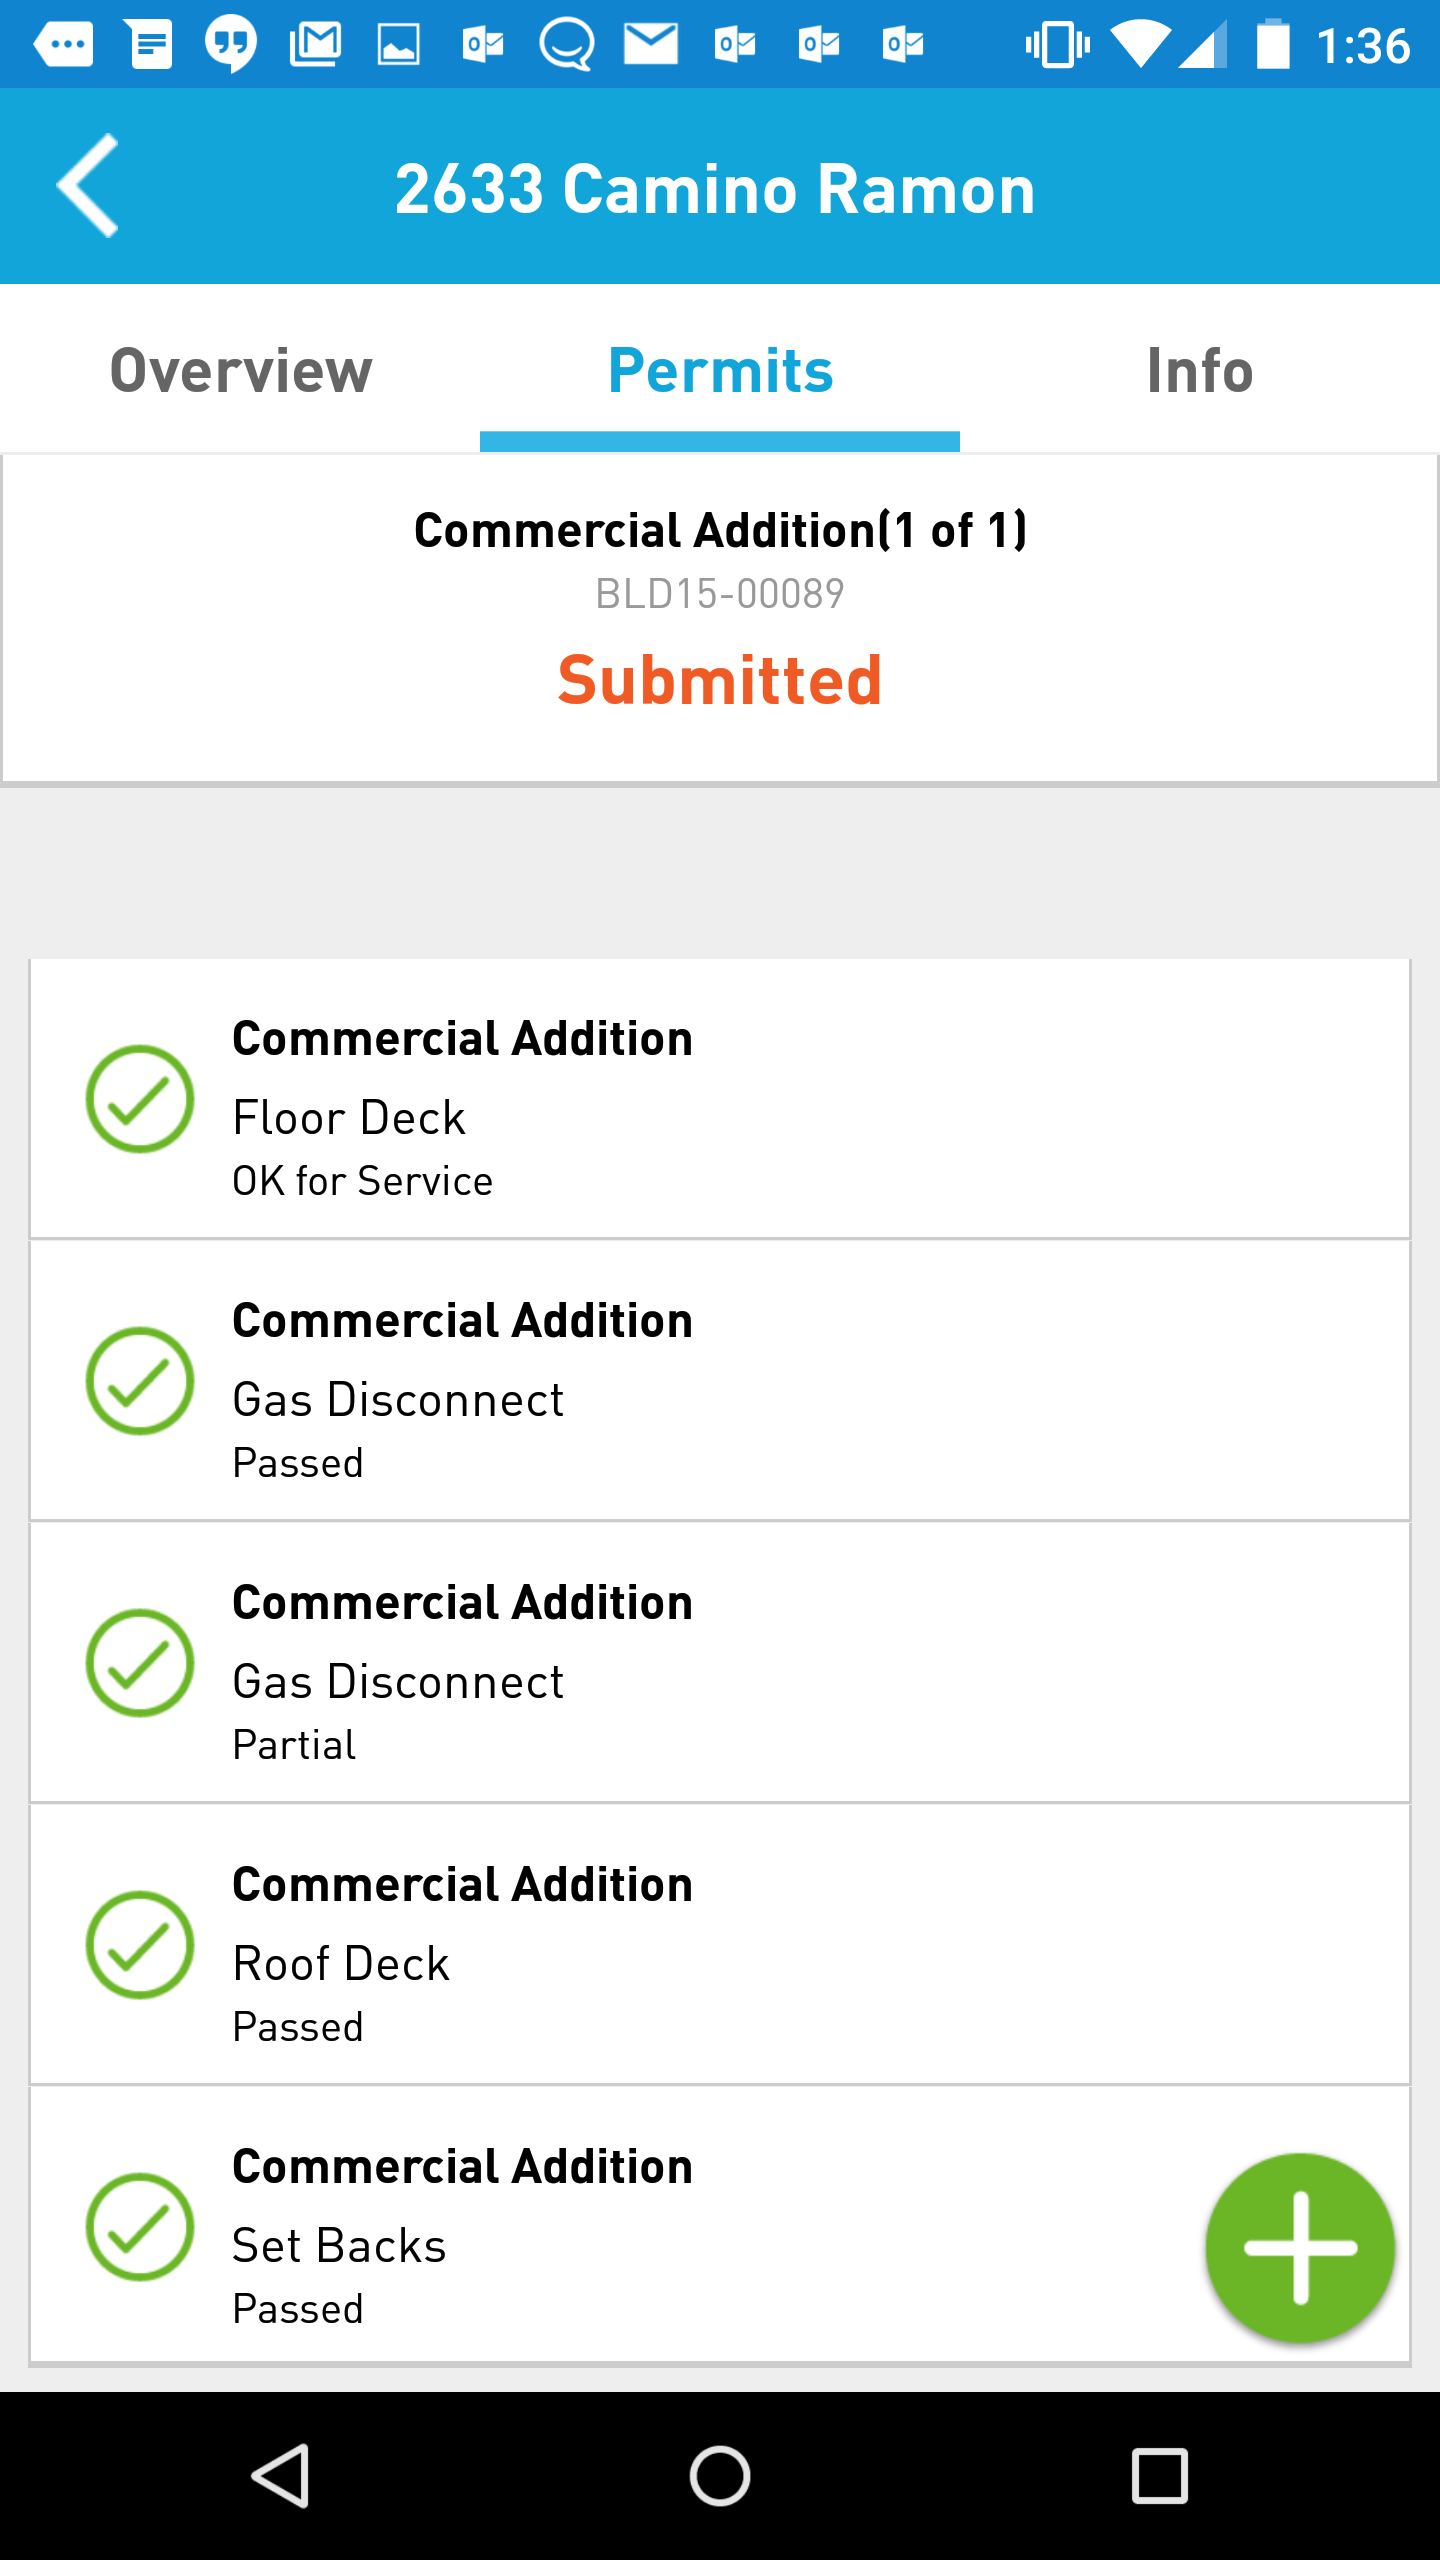 1:36
2633 Camino Ramon
Overview Permits Info
Commercial Addition(1 of 1)
BLD15-00089
Submitted
Commercial Addition
Floor Deck
OK for Service
Commercial Addition
Gas Disconnect
Passed
Commercial Addition
Gas Disconnect
Partial
Commercial Addition
Roof Deck
Passed
Commercial Addition
Set Backs
Passed